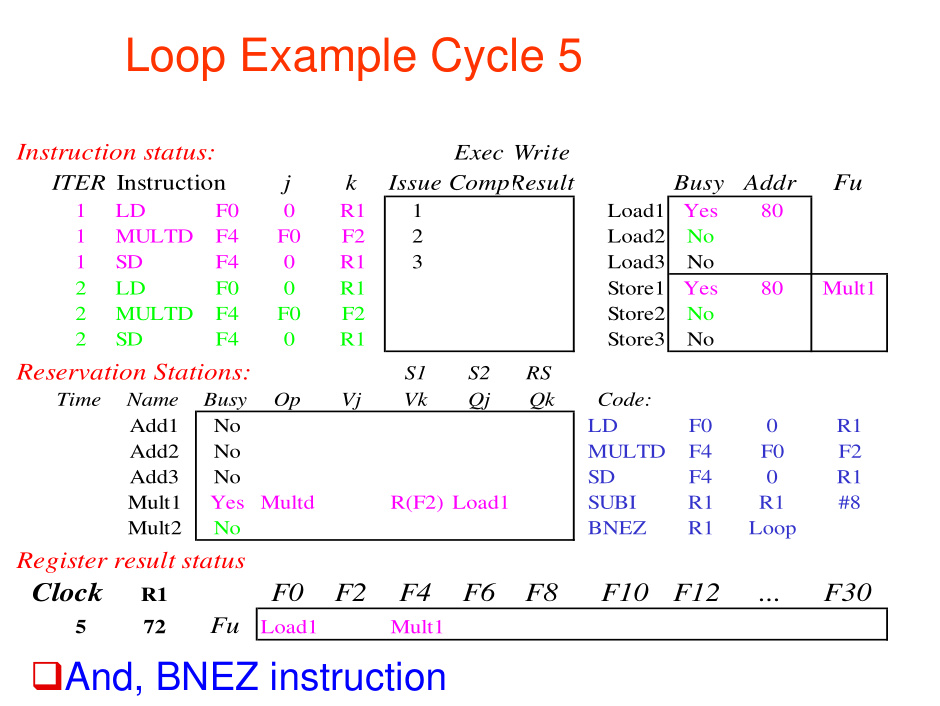 Loop Example Cycle 5
Instruction status: Exec Write
ITER Instruction j k Issue Comp Result Busy Addr Fu
1 LD F0 0 R1 1 Load1 Yes 80
1 MULTD F4 F0 F2 2 Load2 No
1 SD F4 0 R1 3 Load3 No
2 LD F0 0 R1 Store1 Yes 80 Mult1
2 MULTD F4 F0 F2 Store2 No
2 SD F4 0 R1 Store3 No
Reservation Stations: S1 S2 RS
Time Name Busy Op Vj Vk Qj Qk Code:
Add1 No LD F0 0 R1
Add2 No MULTD F4 F0 F2
Add3 No SD F4 0 R1
Mult1 Yes Multd R(F2) Load1 SUBI R1 R1 #8
Mult2 No BNEZ R1 Loop
Register result status
Clock R1 F0 F2 F4 F6 F8 F10 F12 ... F30
5 72 Fu Load1 Mult1
❑And, BNEZ instruction